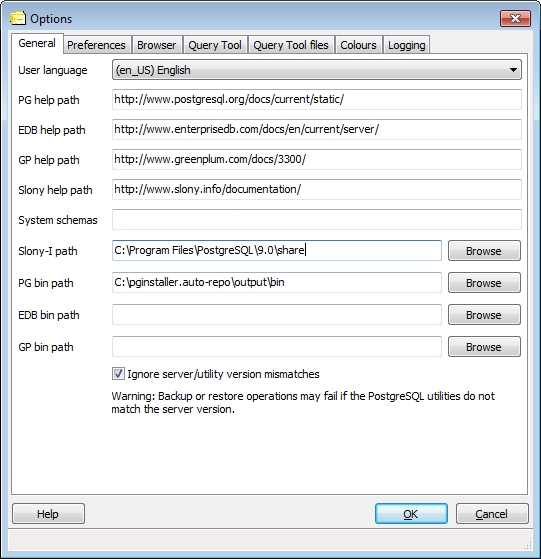 Options
General Preferences Browser Query Tool Query Tool files Colours Logging
User language (en_US) English
PG help path http://www.postgresql.org/docs/current/static/
EDB help path http://www.enterprisedb.com/docs/en/current/server/
GP help path http://www.greenplum.com/docs/3300/
Slony help path http://www.slony.info/documentation/
System schemas
Slony-I path C:\Program Files\PostgreSQL\9.0\share Browse
PG bin path C:\pginstaller.auto-repo\output\bin Browse
EDB bin path Browse
GP bin path Browse
Ignore server/utility version mismatches
Warning: Backup or restore operations may fail if the PostgreSQL utilities do not
match the server version.
Help OK Cancel